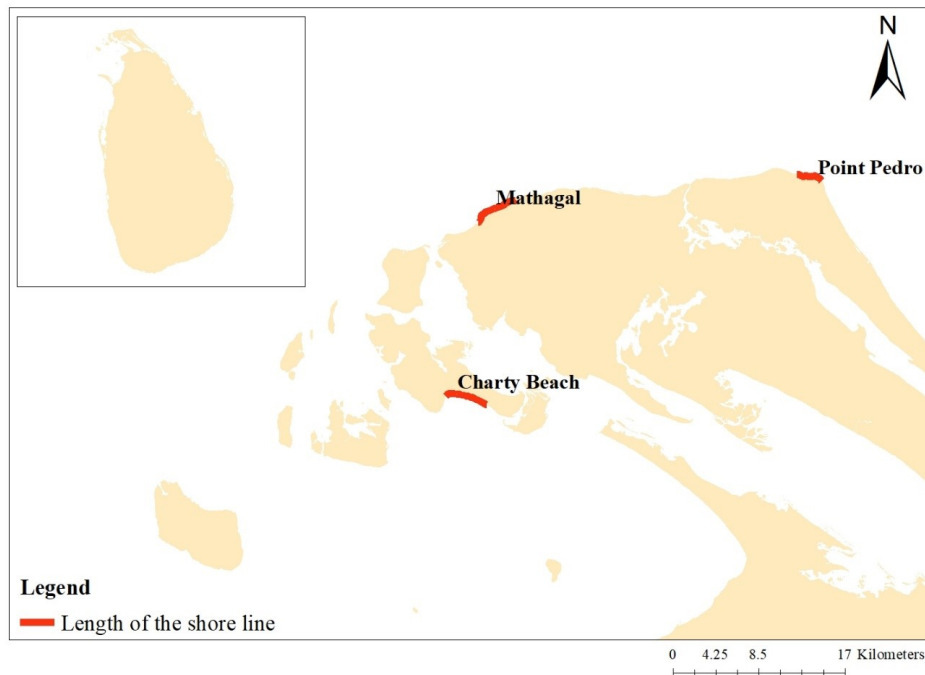 N
Point Pedro
Mathagal
Charty Beach
Legend
Length of the shore line
0 4.25 8.5 17 Kilometers